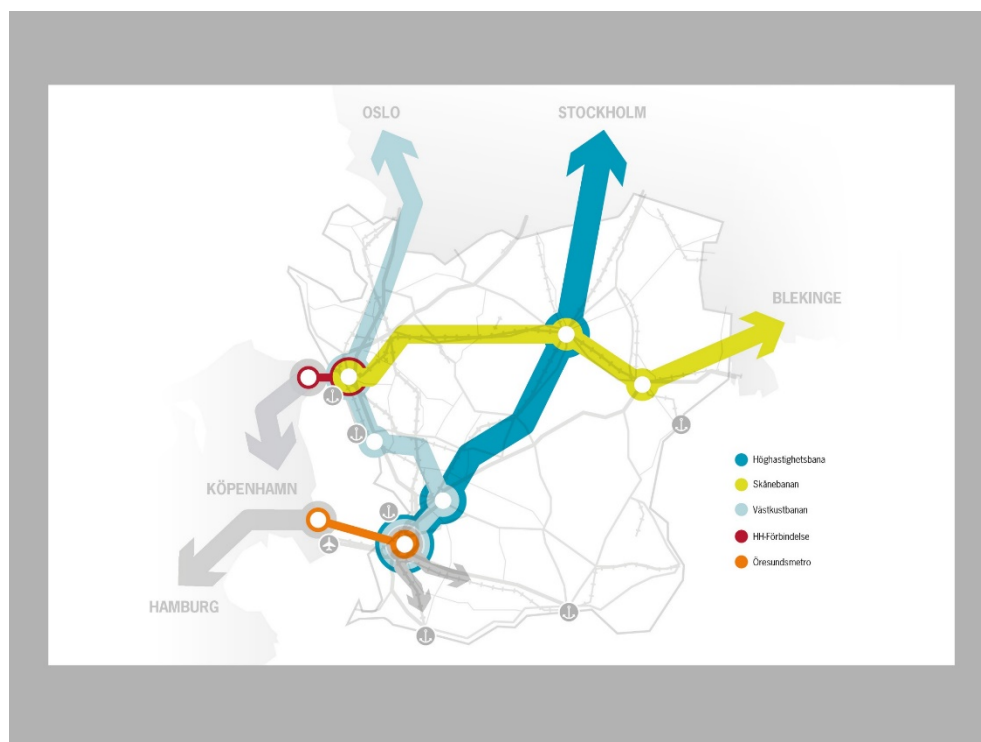 OSLO
STOCKHOLM
BLEKINGE
KÖPENHAMN
HAMBURG
Höghastighetsbana
Skånebanan
Västkustbanan
HH-Förbindelse
Öresundsmetro